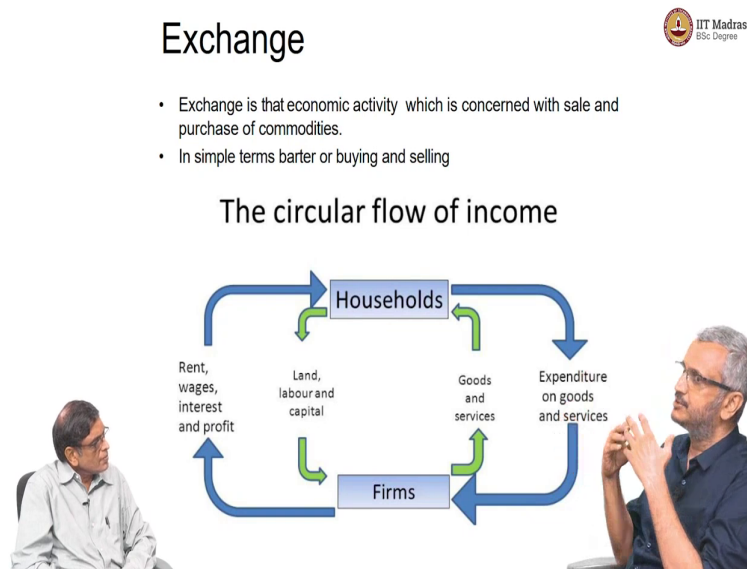 Exchange
IIT Madras
BSc Degree
• Exchange is that economic activity which is concerned with sale and
purchase of commodities.
• In simple terms barter or buying and selling
The circular flow of income
Households
Rent,
wages,
interest
and profit
Land,
labour and
capital
Goods
and
services
Expenditure
on goods
and services
Firms